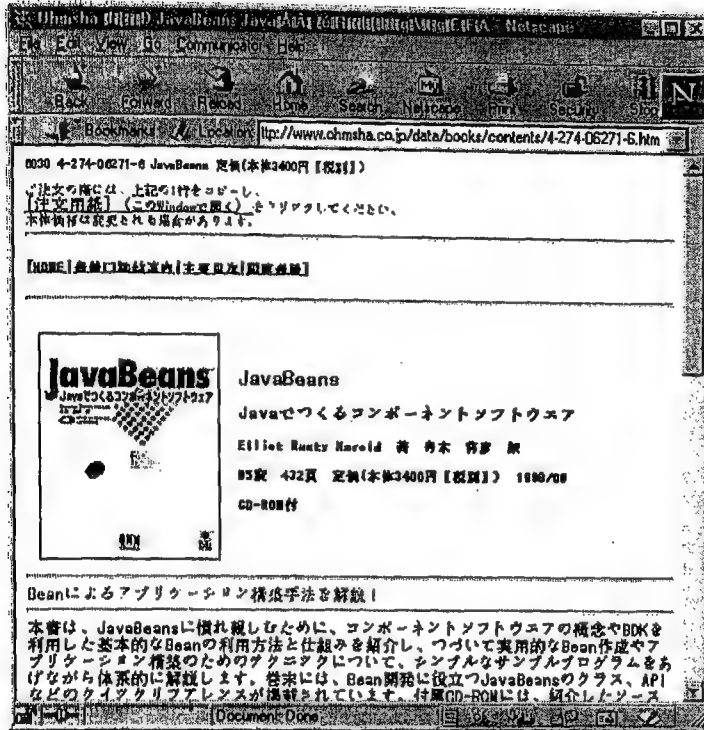 Ohmsha JavaBeans Java Netscape
File Edit View Go Communicator Help
Back Forward Reload Home Search Netscape Print Security Stop N
Bookmarks Location: http://www.ohmsha.co.jp/data/books/contents/4-274-06271-6.htm
4-274-06271-6 JavaBeans 定価(本体3400円【税別】)
ご注文の際には、上記の1行をコピーし、
[注文用紙] (このWindowで開く) をクリックしてください。
本体価格は変更される場合があります。
[HOME| |主要目次| ]
JavaBeans
Javaでつくるコンポーネントソフトウエア
JavaBeans
Javaでつくるコンポーネントソフトウエア
Elliot Rusty Harold 著 訳
B5変 432頁 定価(本体3400円【税別】) 1998/
CD-ROM付
Beanによるアプリケーション構築手法を解説!
本書は、JavaBeansに慣れ親しむために、コンポーネントソフトウエアの概念やBDKを
利用した基本的なBeanの利用方法と仕組みを紹介し、つづいて実用的なBean作成やア
プリケーション構築のためのテクニックについて、シンプルなサンプルプログラムをあ
げながら体系的に解説します。巻末には、Bean開発に役立つJavaBeansのクラス、API
などのクイックリファレンスが掲載されています。付属CD-ROMには、紹介したソース
Document: Done